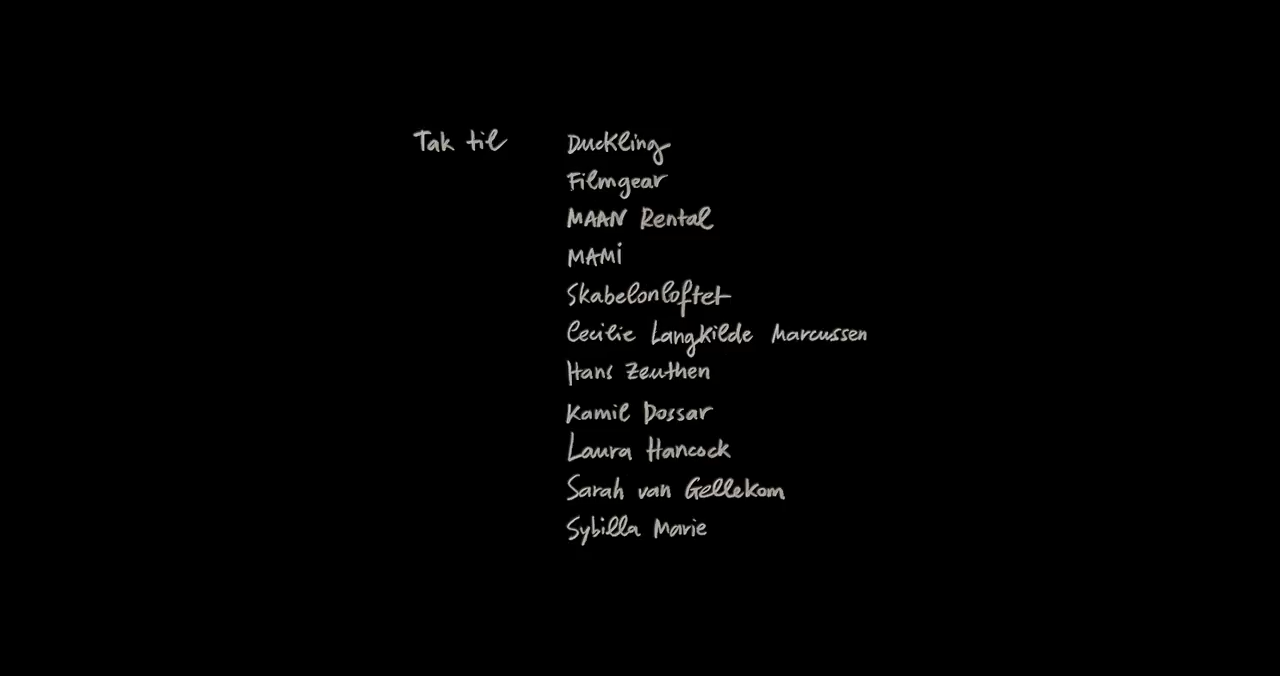 Tak til Duckling
Filmgear
MAAN Rental
MAMi
Skabelonloftet
Cecilie Langkilde Marcussen
Hans Zeuthen
Kamil Dossar
Laura Hancock
Sarah van Gellekom
Sybilla Marie